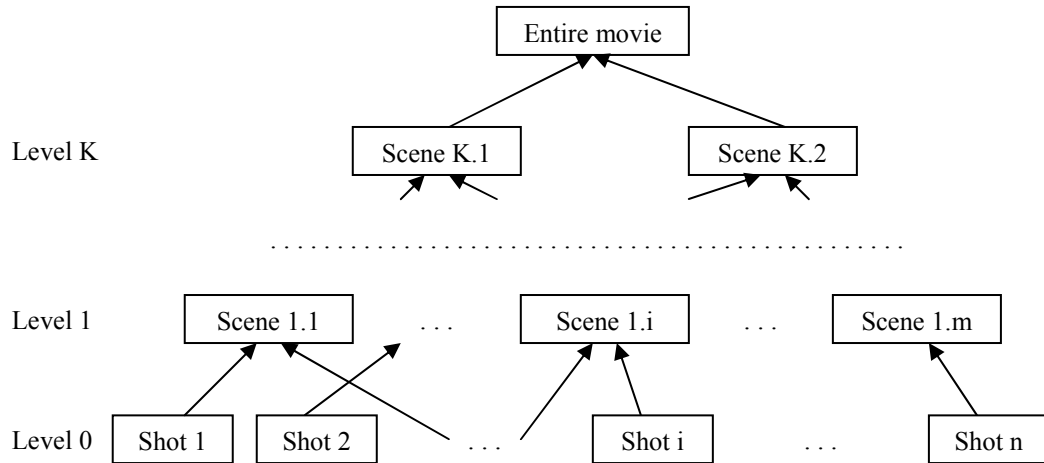 Entire movie
Level K
Scene K.1
Scene K.2
. . . . . . . . . . . . . . . . . . . . . . . . . . . . . . . . . . . . . . . . . . . . . . . . .
Level 1
Scene 1.1
. . .
Scene 1.i
. . .
Scene 1.m
Level 0
Shot 1
Shot 2
. . .
Shot i
. . .
Shot n